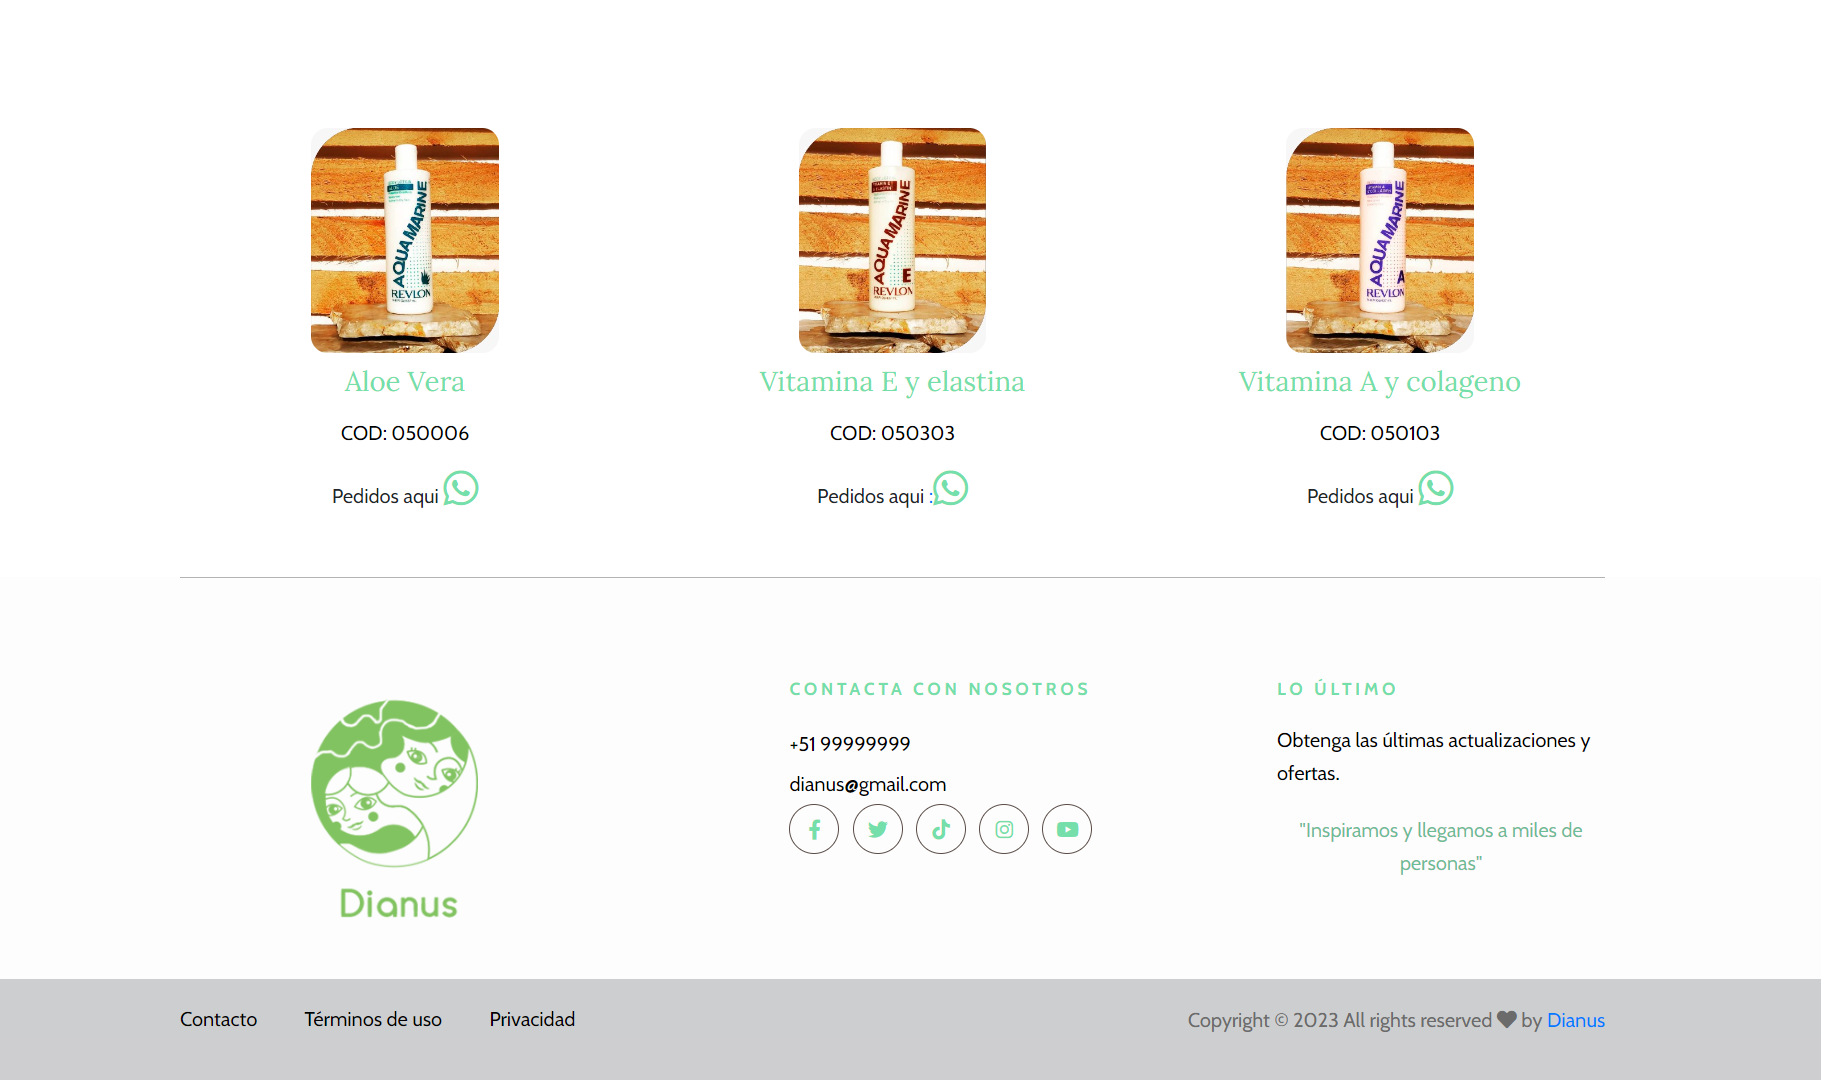 AQUAMARINE
REVLON
AQUAMARINE
E
REVLON
AQUAMARINE
A
REVLON
Aloe Vera
Vitamina E y elastina
Vitamina A y colageno
COD: 050006
COD: 050303
COD: 050103
Pedidos aqui
Pedidos aqui :
Pedidos aqui
Dianus
CONTACTA CON NOSOTROS
+51 99999999
dianus@gmail.com
LO ÚLTIMO
Obtenga las últimas actualizaciones y
ofertas.
"Inspiramos y llegamos a miles de
personas"
Contacto
Términos de uso
Privacidad
Copyright © 2023 All rights reserved ♥ by Dianus